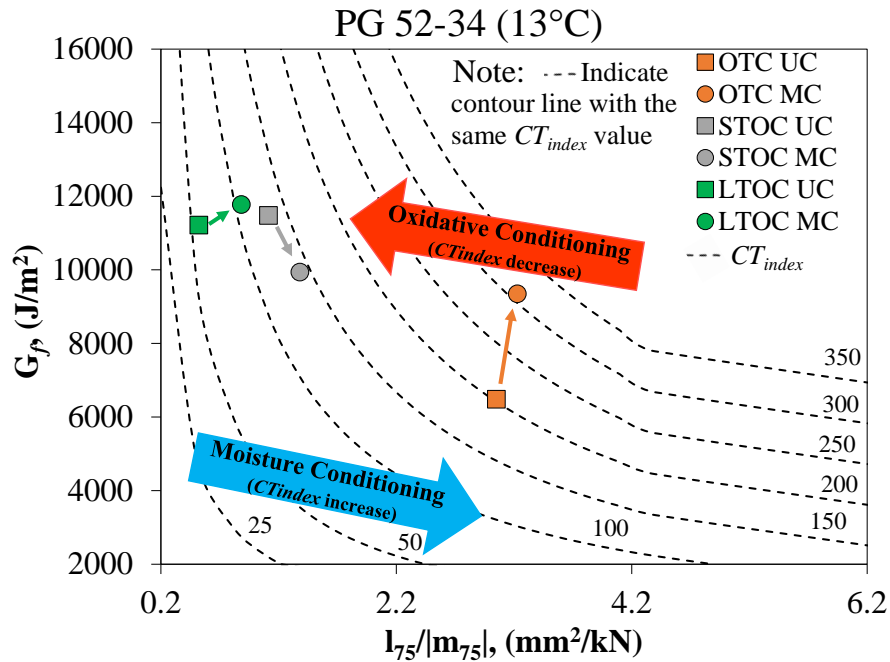 PG 52-34 (13°C)
16000
14000
12000
10000
8000
6000
4000
2000
G_f, (J/m²)
Note: ---- Indicate
contour line with the
same CT_index value
OTC UC
OTC MC
STOC UC
STOC MC
LTOC UC
LTOC MC
CT_index
Oxidative Conditioning
(CTindex decrease)
Moisture Conditioning
(CTindex increase)
350
300
250
200
150
100
50
25
0.2
2.2
4.2
6.2
l₇₅/|m₇₅|, (mm²/kN)